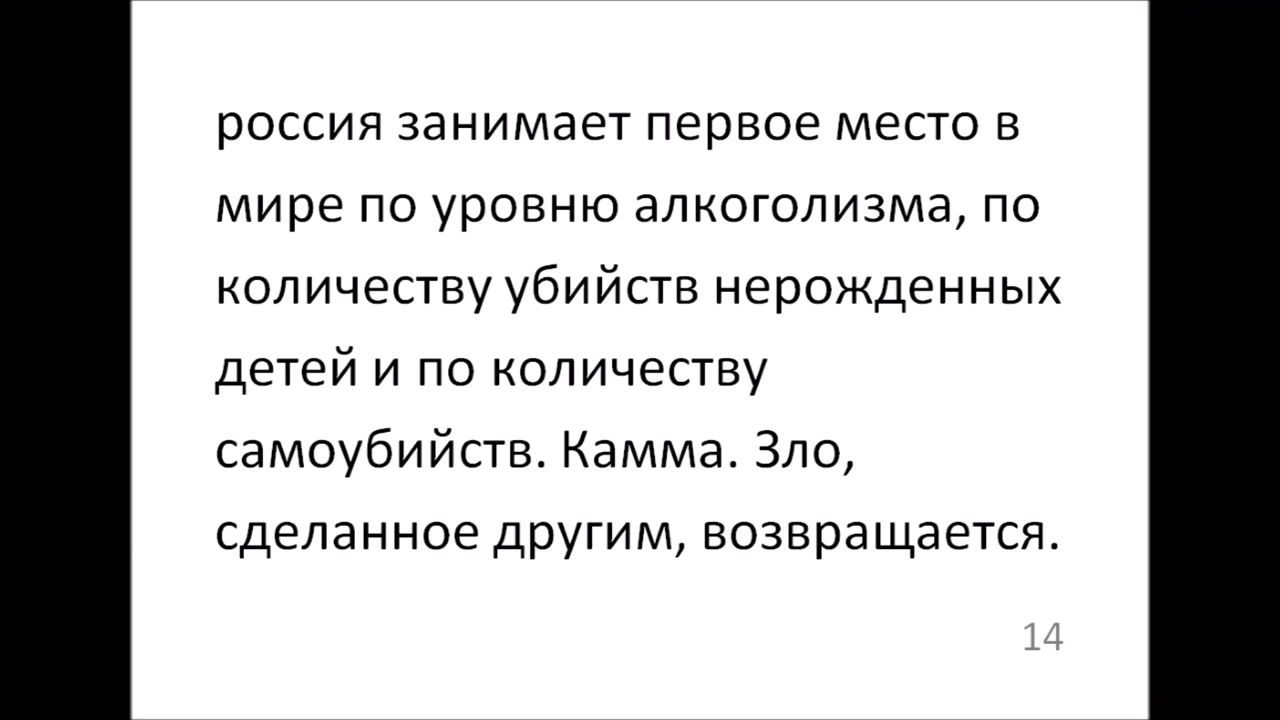 россия занимает первое место в
мире по уровню алкоголизма, по
количеству убийств нерожденных
детей и по количеству
самоубийств. Камма. Зло,
сделанное другим, возвращается.
14